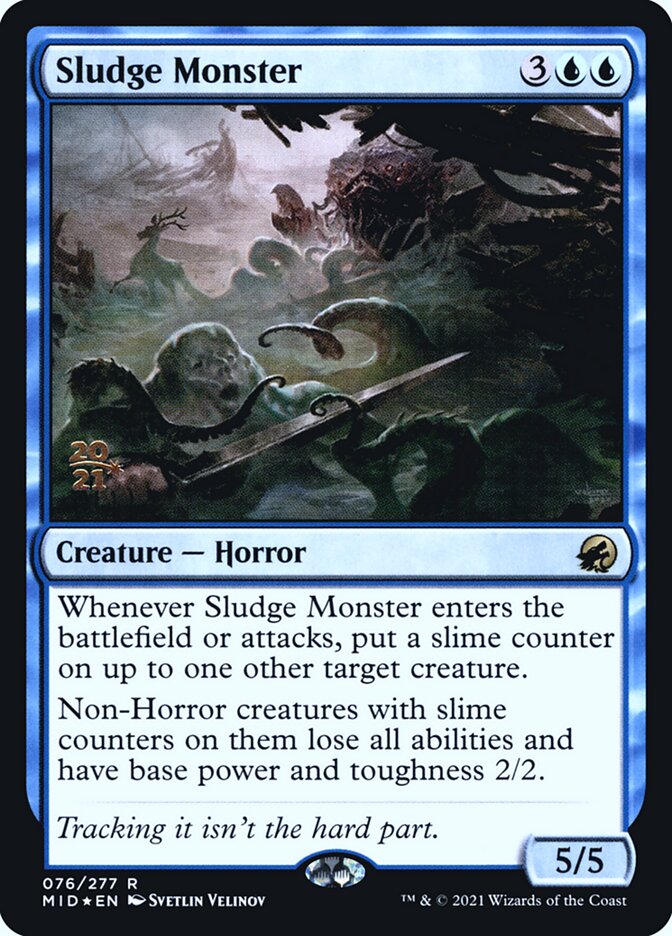 Sludge Monster
3
20
21
Creature — Horror
Whenever Sludge Monster enters the
battlefield or attacks, put a slime counter
on up to one other target creature.
Non-Horror creatures with slime
counters on them lose all abilities and
have base power and toughness 2/2.
Tracking it isn't the hard part.
5/5
076/277 R
MID★EN Svetlin Velinov
™ & © 2021 Wizards of the Coast